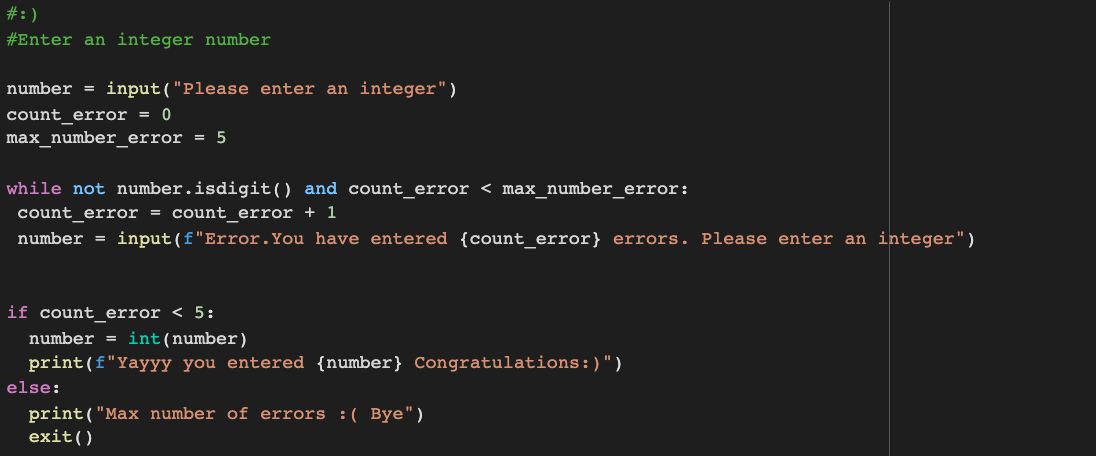 #:)
#Enter an integer number
number = input("Please enter an integer")
count_error = 0
max_number_error = 5
while not number.isdigit() and count_error < max_number_error:
 count_error = count_error + 1
 number = input(f"Error.You have entered {count_error} errors. Please enter an integer")
if count_error < 5:
  number = int(number)
  print(f"Yayyy you entered {number} Congratulations:)")
else:
  print("Max number of errors :( Bye")
  exit()